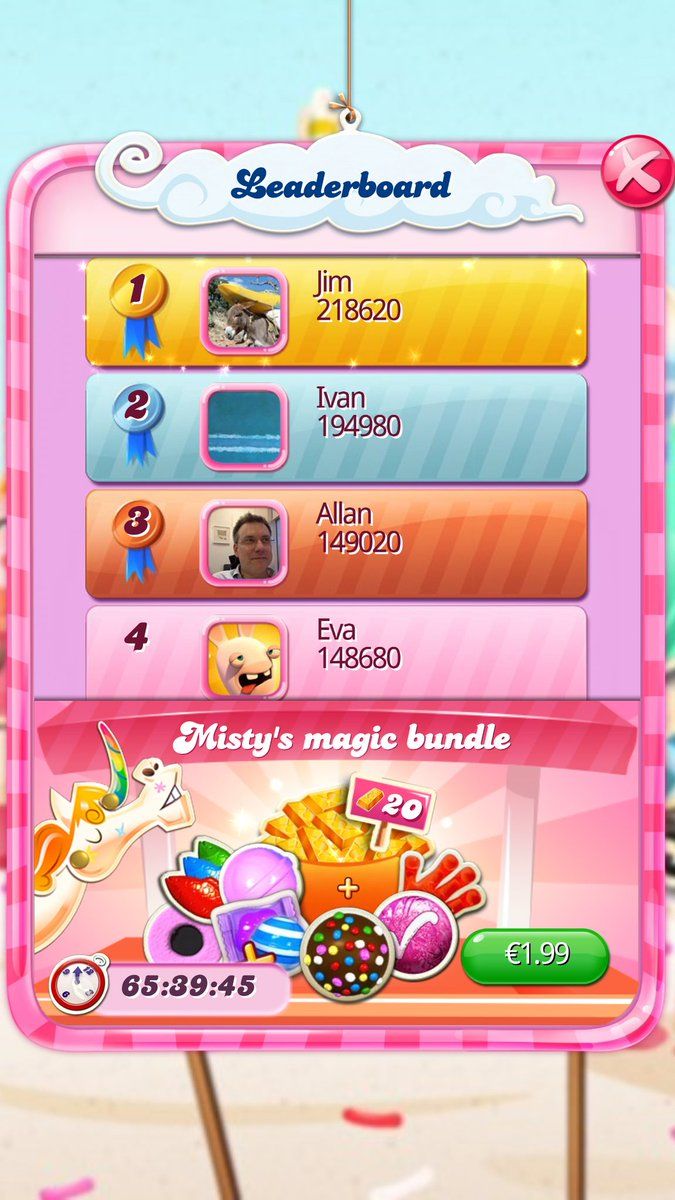 Leaderboard
1
Jim
218620
2
Ivan
194980
3
Allan
149020
4
Eva
148680
Misty's magic bundle
20
+
+
65:39:45
€1.99